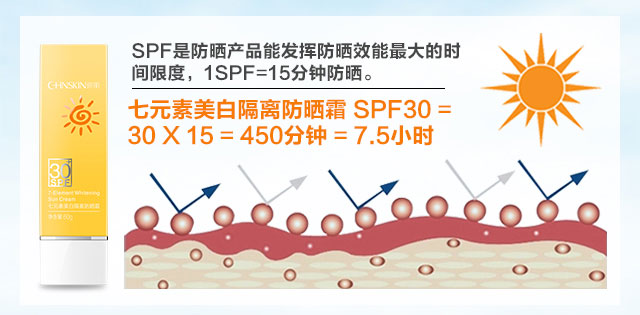 SPF是防晒产品能发挥防晒效能最大的时
间限度，1SPF=15分钟防晒。
七元素美白隔离防晒霜 SPF30 =
30 X 15 = 450分钟 = 7.5小时
30
SPF
7-Element Whitening
Sun Cream
七元素美白隔离防晒霜